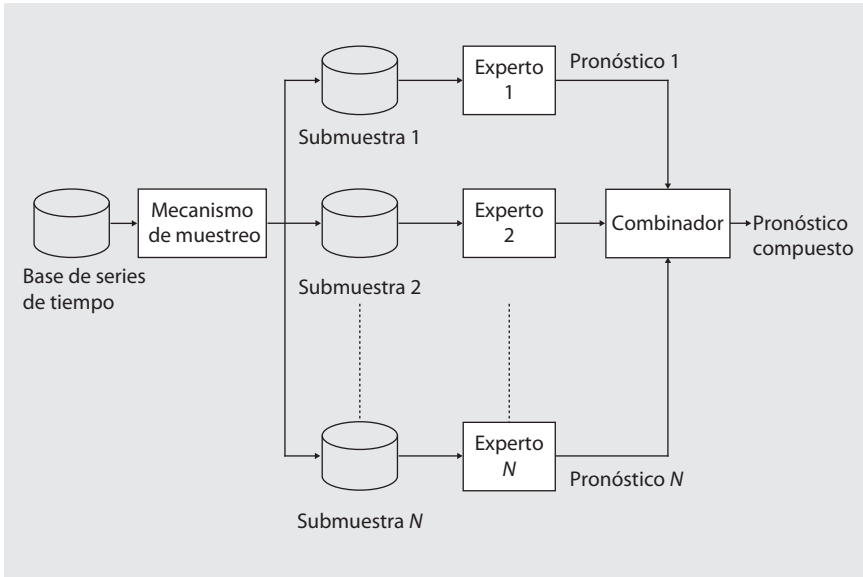 Experto
1
Pronóstico 1
Submuestra 1
Mecanismo
de muestreo
Experto
2
Combinador
Pronóstico
compuesto
Base de series
de tiempo
Submuestra 2
Experto
N
Pronóstico N
Submuestra N